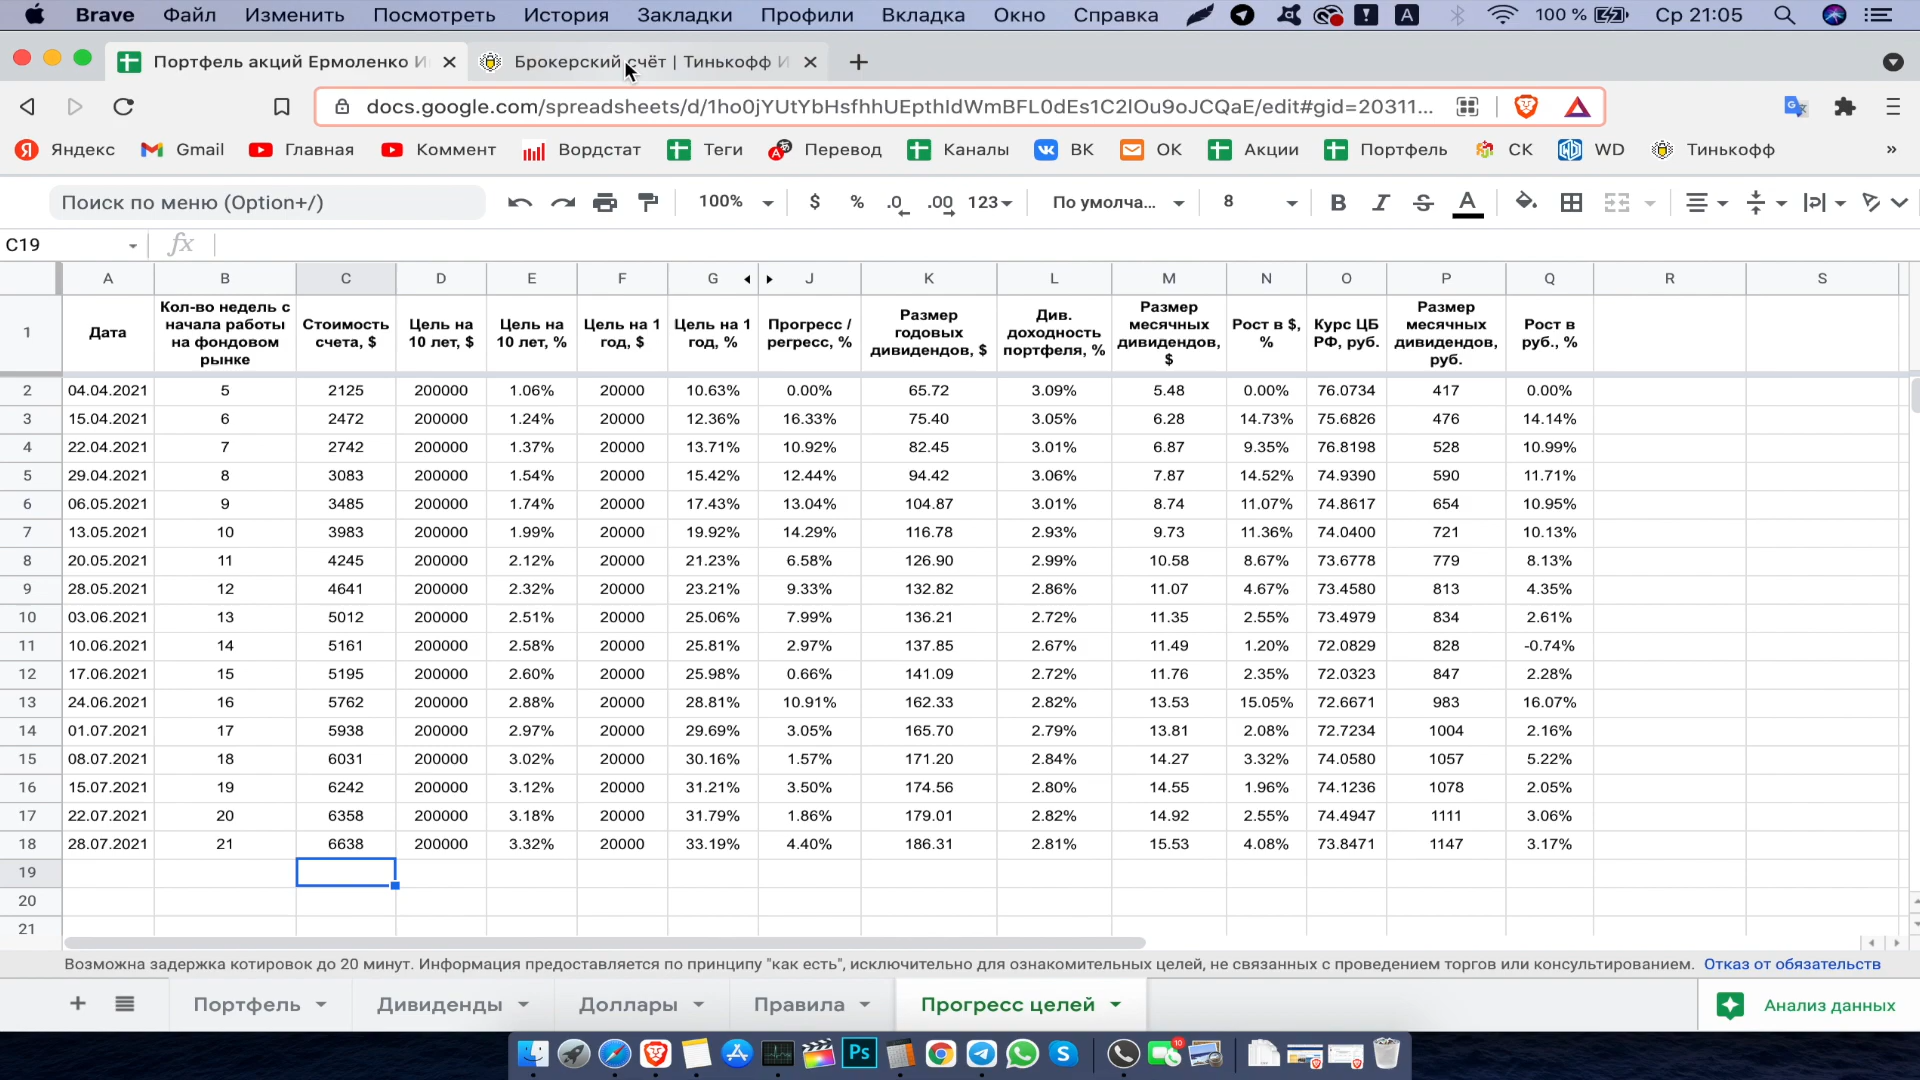 Brave Файл Изменить Посмотреть История Закладки Профили Вкладка Окно Справка A 100 % Ср 21:05
Портфель акций Ермоленко Брокерский счёт | Тинькофф
docs.google.com/spreadsheets/d/1ho0jYUtYbHsfhhUEpthIdWmBFL0dEs1C2lOu9oJCQaE/edit#gid=20311...
Яндекс Gmail Главная Коммент Вордстат Теги Перевод Каналы ВК ОК Акции Портфель СК WD Тинькофф »
Поиск по меню (Option+/) 100% $ % .0 .00 123 По умолча... 8 B I S A
C19 fx
A B C D E F G J K L M N O P Q R S
1 Дата Кол-во недель с начала работы на фондовом рынке Стоимость счета, $ Цель на 10 лет, $ Цель на 10 лет, % Цель на 1 год, $ Цель на 1 год, % Прогресс / регресс, % Размер годовых дивидендов, $ Див. доходность портфеля, % Размер месячных дивидендов, $ Рост в $, % Курс ЦБ РФ, руб. Размер месячных дивидендов, руб. Рост в руб., %
2 04.04.2021 5 2125 200000 1.06% 20000 10.63% 0.00% 65.72 3.09% 5.48 0.00% 76.0734 417 0.00%
3 15.04.2021 6 2472 200000 1.24% 20000 12.36% 16.33% 75.40 3.05% 6.28 14.73% 75.6826 476 14.14%
4 22.04.2021 7 2742 200000 1.37% 20000 13.71% 10.92% 82.45 3.01% 6.87 9.35% 76.8198 528 10.99%
5 29.04.2021 8 3083 200000 1.54% 20000 15.42% 12.44% 94.42 3.06% 7.87 14.52% 74.9390 590 11.71%
6 06.05.2021 9 3485 200000 1.74% 20000 17.43% 13.04% 104.87 3.01% 8.74 11.07% 74.8617 654 10.95%
7 13.05.2021 10 3983 200000 1.99% 20000 19.92% 14.29% 116.78 2.93% 9.73 11.36% 74.0400 721 10.13%
8 20.05.2021 11 4245 200000 2.12% 20000 21.23% 6.58% 126.90 2.99% 10.58 8.67% 73.6778 779 8.13%
9 28.05.2021 12 4641 200000 2.32% 20000 23.21% 9.33% 132.82 2.86% 11.07 4.67% 73.4580 813 4.35%
10 03.06.2021 13 5012 200000 2.51% 20000 25.06% 7.99% 136.21 2.72% 11.35 2.55% 73.4979 834 2.61%
11 10.06.2021 14 5161 200000 2.58% 20000 25.81% 2.97% 137.85 2.67% 11.49 1.20% 72.0829 828 -0.74%
12 17.06.2021 15 5195 200000 2.60% 20000 25.98% 0.66% 141.09 2.72% 11.76 2.35% 72.0323 847 2.28%
13 24.06.2021 16 5762 200000 2.88% 20000 28.81% 10.91% 162.33 2.82% 13.53 15.05% 72.6671 983 16.07%
14 01.07.2021 17 5938 200000 2.97% 20000 29.69% 3.05% 165.70 2.79% 13.81 2.08% 72.7234 1004 2.16%
15 08.07.2021 18 6031 200000 3.02% 20000 30.16% 1.57% 171.20 2.84% 14.27 3.32% 74.0580 1057 5.22%
16 15.07.2021 19 6242 200000 3.12% 20000 31.21% 3.50% 174.56 2.80% 14.55 1.96% 74.1236 1078 2.05%
17 22.07.2021 20 6358 200000 3.18% 20000 31.79% 1.86% 179.01 2.82% 14.92 2.55% 74.4947 1111 3.06%
18 28.07.2021 21 6638 200000 3.32% 20000 33.19% 4.40% 186.31 2.81% 15.53 4.08% 73.8471 1147 3.17%
19
20
21
Возможна задержка котировок до 20 минут. Информация предоставляется по принципу "как есть", исключительно для ознакомительных целей, не связанных с проведением торгов или консультированием. Отказ от обязательств
+ Портфель Дивиденды Доллары Правила Прогресс целей Анализ данных
Ps 10